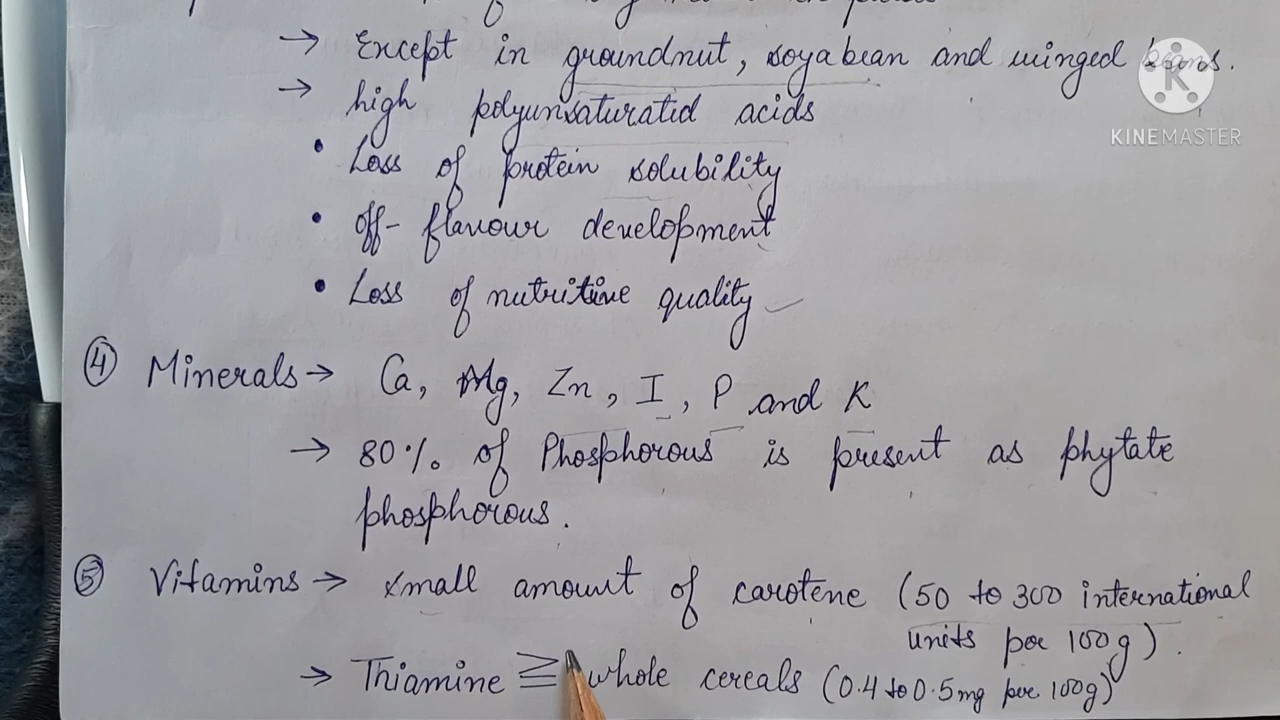 → Except in groundnut, soyabean and winged beans.
→ high polyunsaturated acids
• Loss of protein solubility
• off-flavour development
• Loss of nutritive quality
④ Minerals → Ca, Mg, Zn, I, P and K
→ 80% of Phosphorous is present as phytate
phosphorous.
⑤ Vitamins → small amount of carotene (50 to 300 international
units per 100g).
→ Thiamine ≧ whole cereals (0.4 to 0.5mg per 100g)
K
KINEMASTER